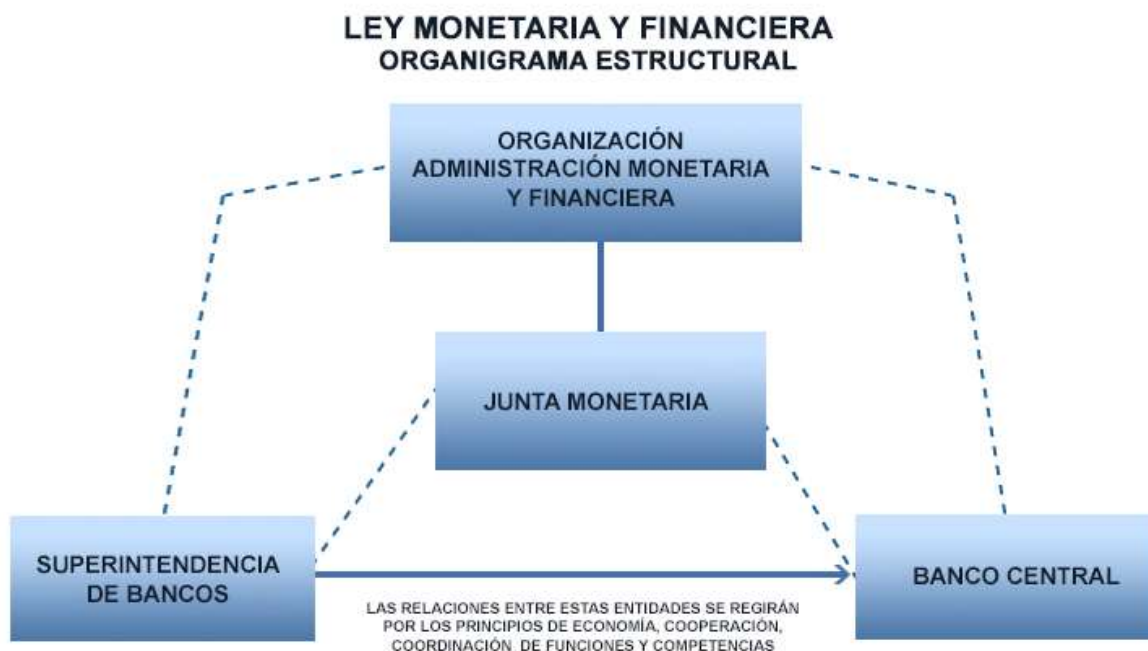 LEY MONETARIA Y FINANCIERA
ORGANIGRAMA ESTRUCTURAL
ORGANIZACIÓN
ADMINISTRACIÓN MONETARIA
Y FINANCIERA
JUNTA MONETARIA
SUPERINTENDENCIA
DE BANCOS
BANCO CENTRAL
LAS RELACIONES ENTRE ESTAS ENTIDADES SE REGIRÁN
POR LOS PRINCIPIOS DE ECONOMÍA, COOPERACIÓN,
COORDINACIÓN DE FUNCIONES Y COMPETENCIAS